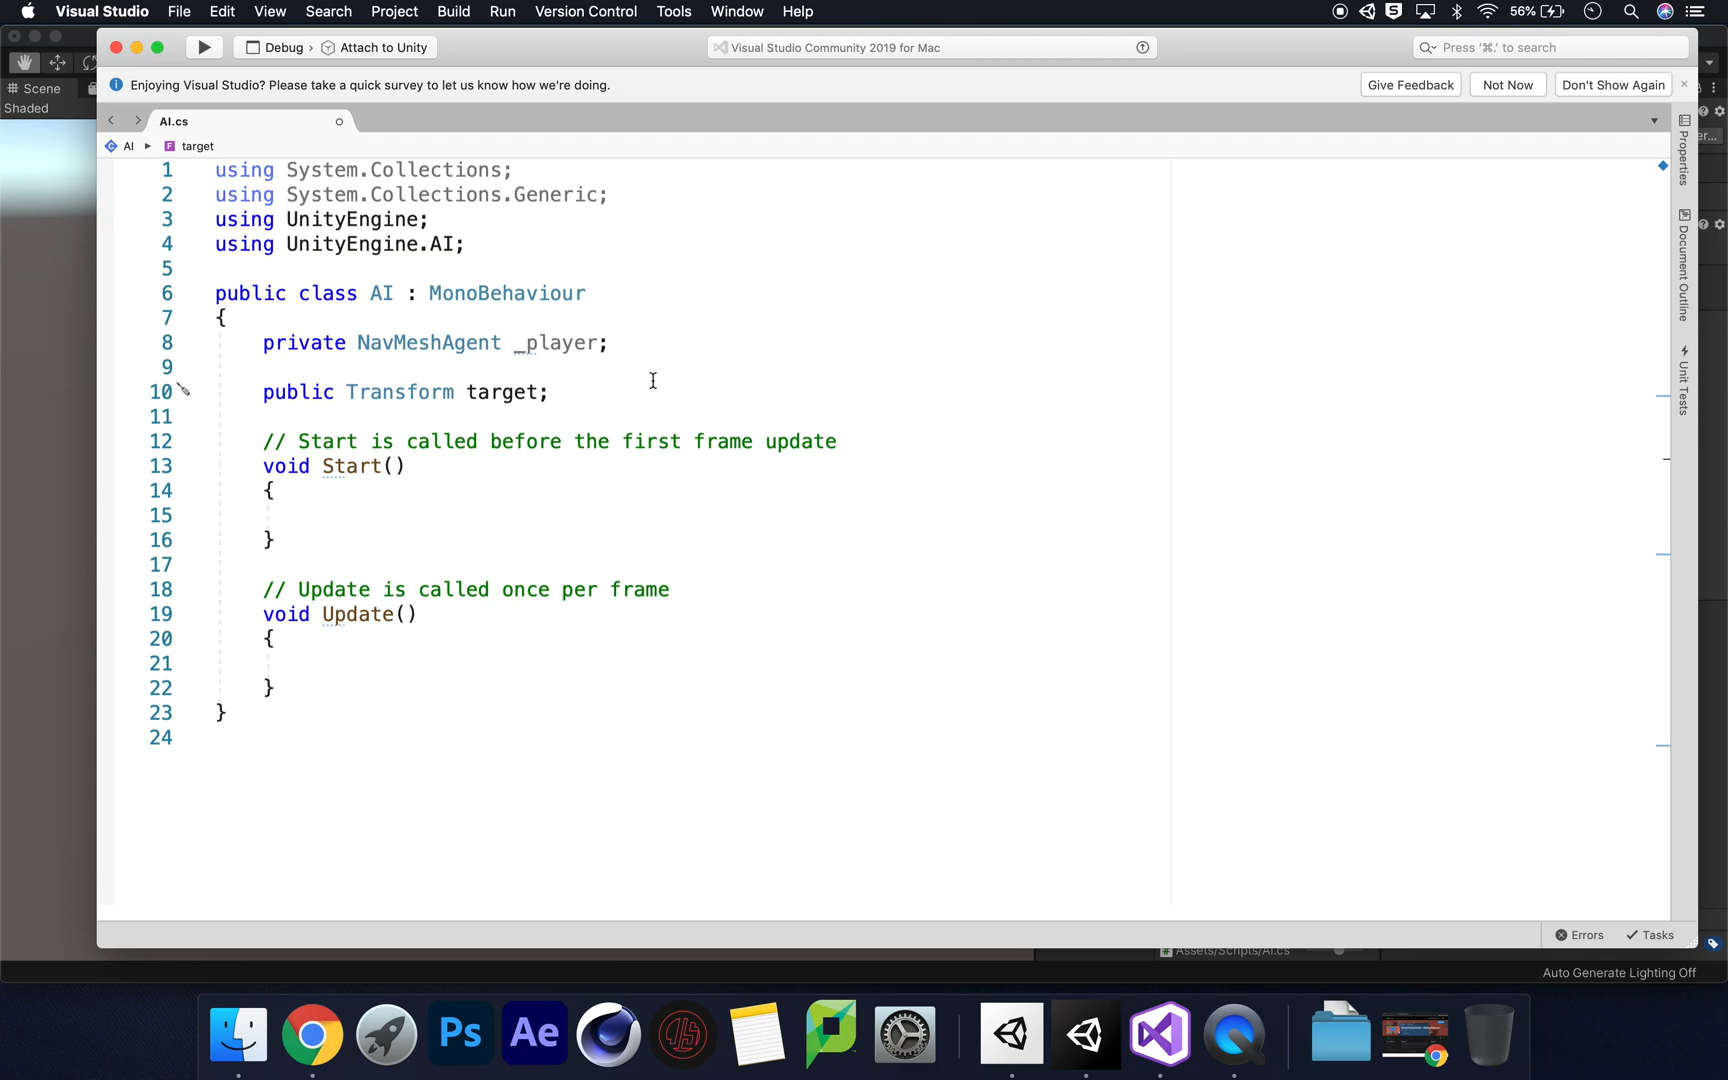 Visual Studio File Edit View Search Project Build Run Version Control Tools Window Help 56%
Debug › Attach to Unity Visual Studio Community 2019 for Mac Press '⌘.' to search
Scene
Shaded
Enjoying Visual Studio? Please take a quick survey to let us know how we're doing. Give Feedback Not Now Don't Show Again
AI.cs
AI ▸ target
1 using System.Collections;
2 using System.Collections.Generic;
3 using UnityEngine;
4 using UnityEngine.AI;
5
6 public class AI : MonoBehaviour
7 {
8 private NavMeshAgent _player;
9
10 public Transform target;
11
12 // Start is called before the first frame update
13 void Start()
14 {
15
16 }
17
18 // Update is called once per frame
19 void Update()
20 {
21
22 }
23 }
24
Properties
Document Outline
Unit Tests
er...
Errors Tasks
Assets/Scripts/AI.cs
Auto Generate Lighting Off
Ps Ae